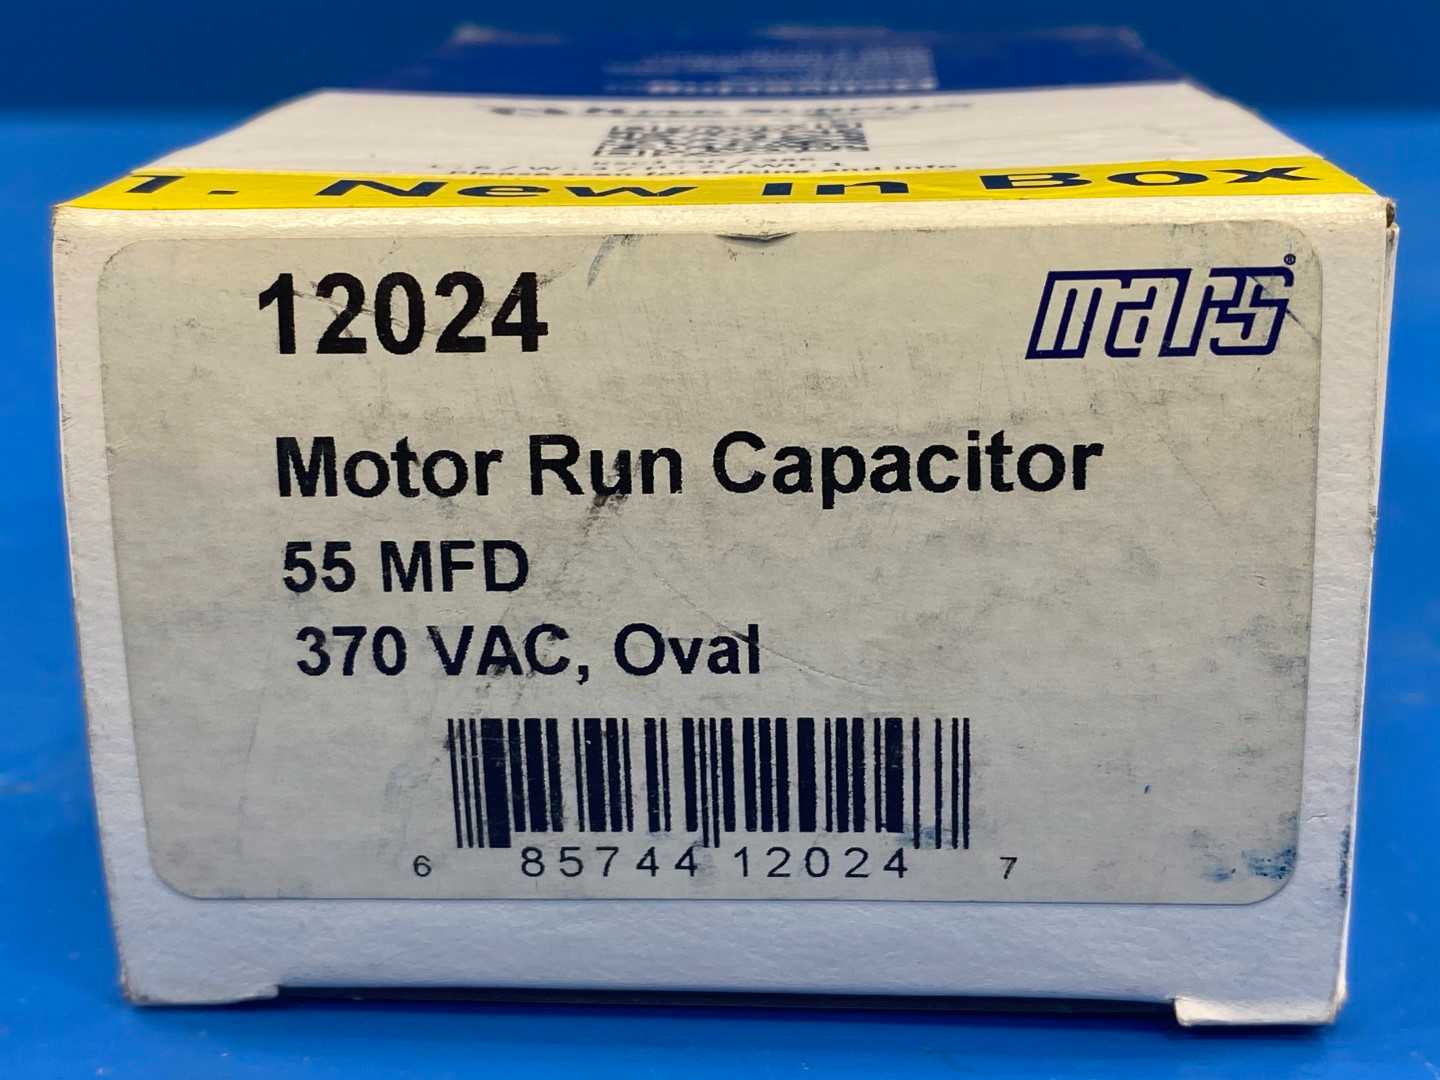 1. New in Box
12024
mars®
Motor Run Capacitor
55 MFD
370 VAC, Oval
6 85744 12024 7